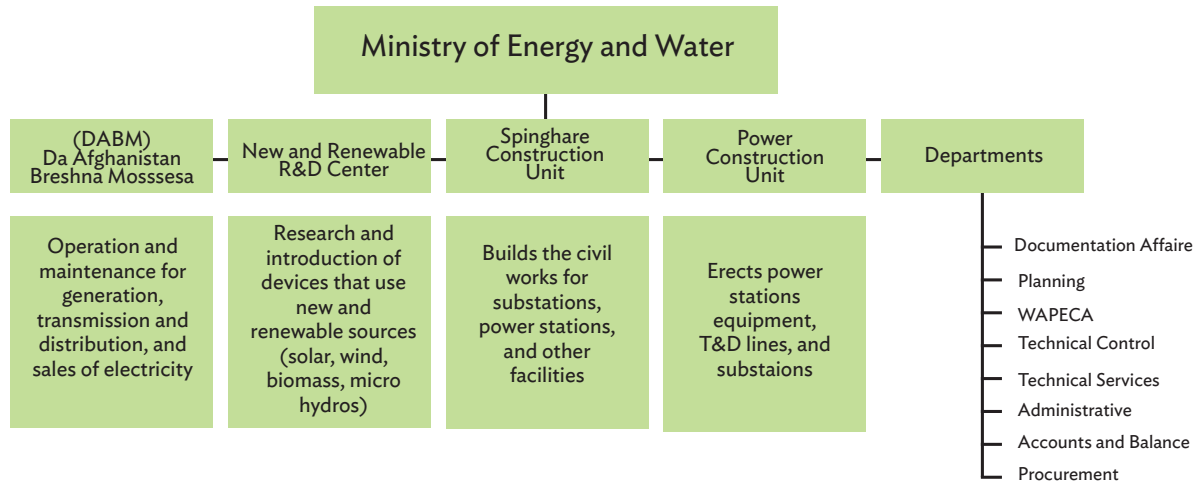 Ministry of Energy and Water
(DABM)
Da Afghanistan
Breshna Mosssesa
New and Renewable
R&D Center
Spinghare
Construction
Unit
Power
Construction
Unit
Departments
Operation and
maintenance for
generation,
transmission and
distribution, and
sales of electricity
Research and
introduction of
devices that use
new and
renewable sources
(solar, wind,
biomass, micro
hydros)
Builds the civil
works for
substations,
power stations,
and other
facilities
Erects power
stations
equipment,
T&D lines, and
substaions
Documentation Affaire
Planning
WAPECA
Technical Control
Technical Services
Administrative
Accounts and Balance
Procurement